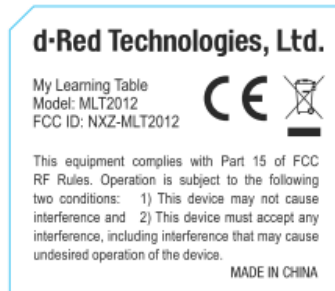 d·Red Technologies, Ltd.
My Learning Table
Model: MLT2012
FCC ID: NXZ-MLT2012
CE
This equipment complies with Part 15 of FCC
RF Rules. Operation is subject to the following
two conditions: 1) This device may not cause
interference and 2) This device must accept any
interference, including interference that may cause
undesired operation of the device.
MADE IN CHINA